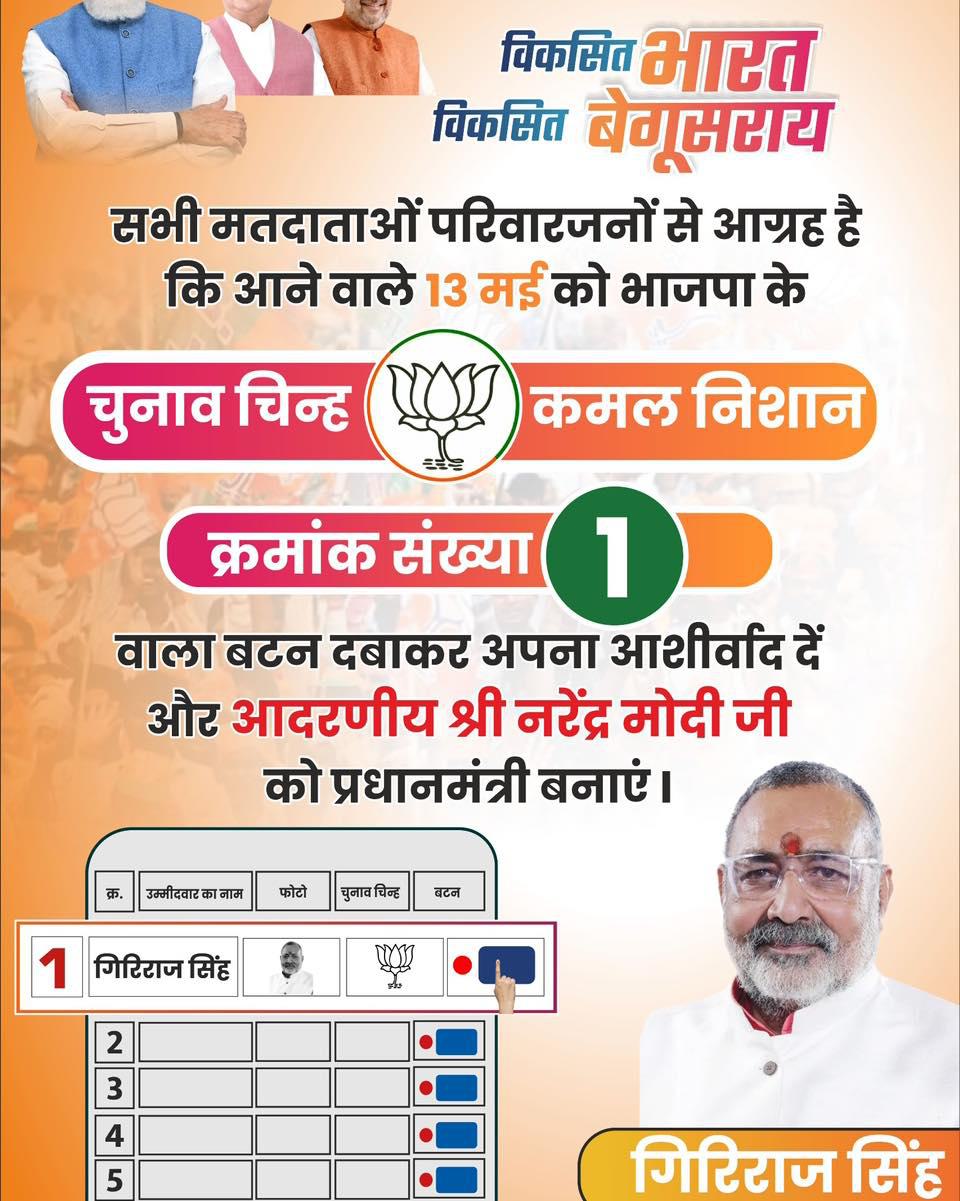 विकसित भारत
विकसित बेगूसराय
सभी मतदाताओं परिवारजनों से आग्रह है
कि आने वाले 13 मई को भाजपा के
चुनाव चिन्ह कमल निशान
क्रमांक संख्या 1
वाला बटन दबाकर अपना आशीर्वाद दें
और आदरणीय श्री नरेंद्र मोदी जी
को प्रधानमंत्री बनाएं ।
क्र. उम्मीदवार का नाम फोटो चुनाव चिन्ह बटन
1 गिरिराज सिंह
2
3
4
5
गिरिराज सिंह